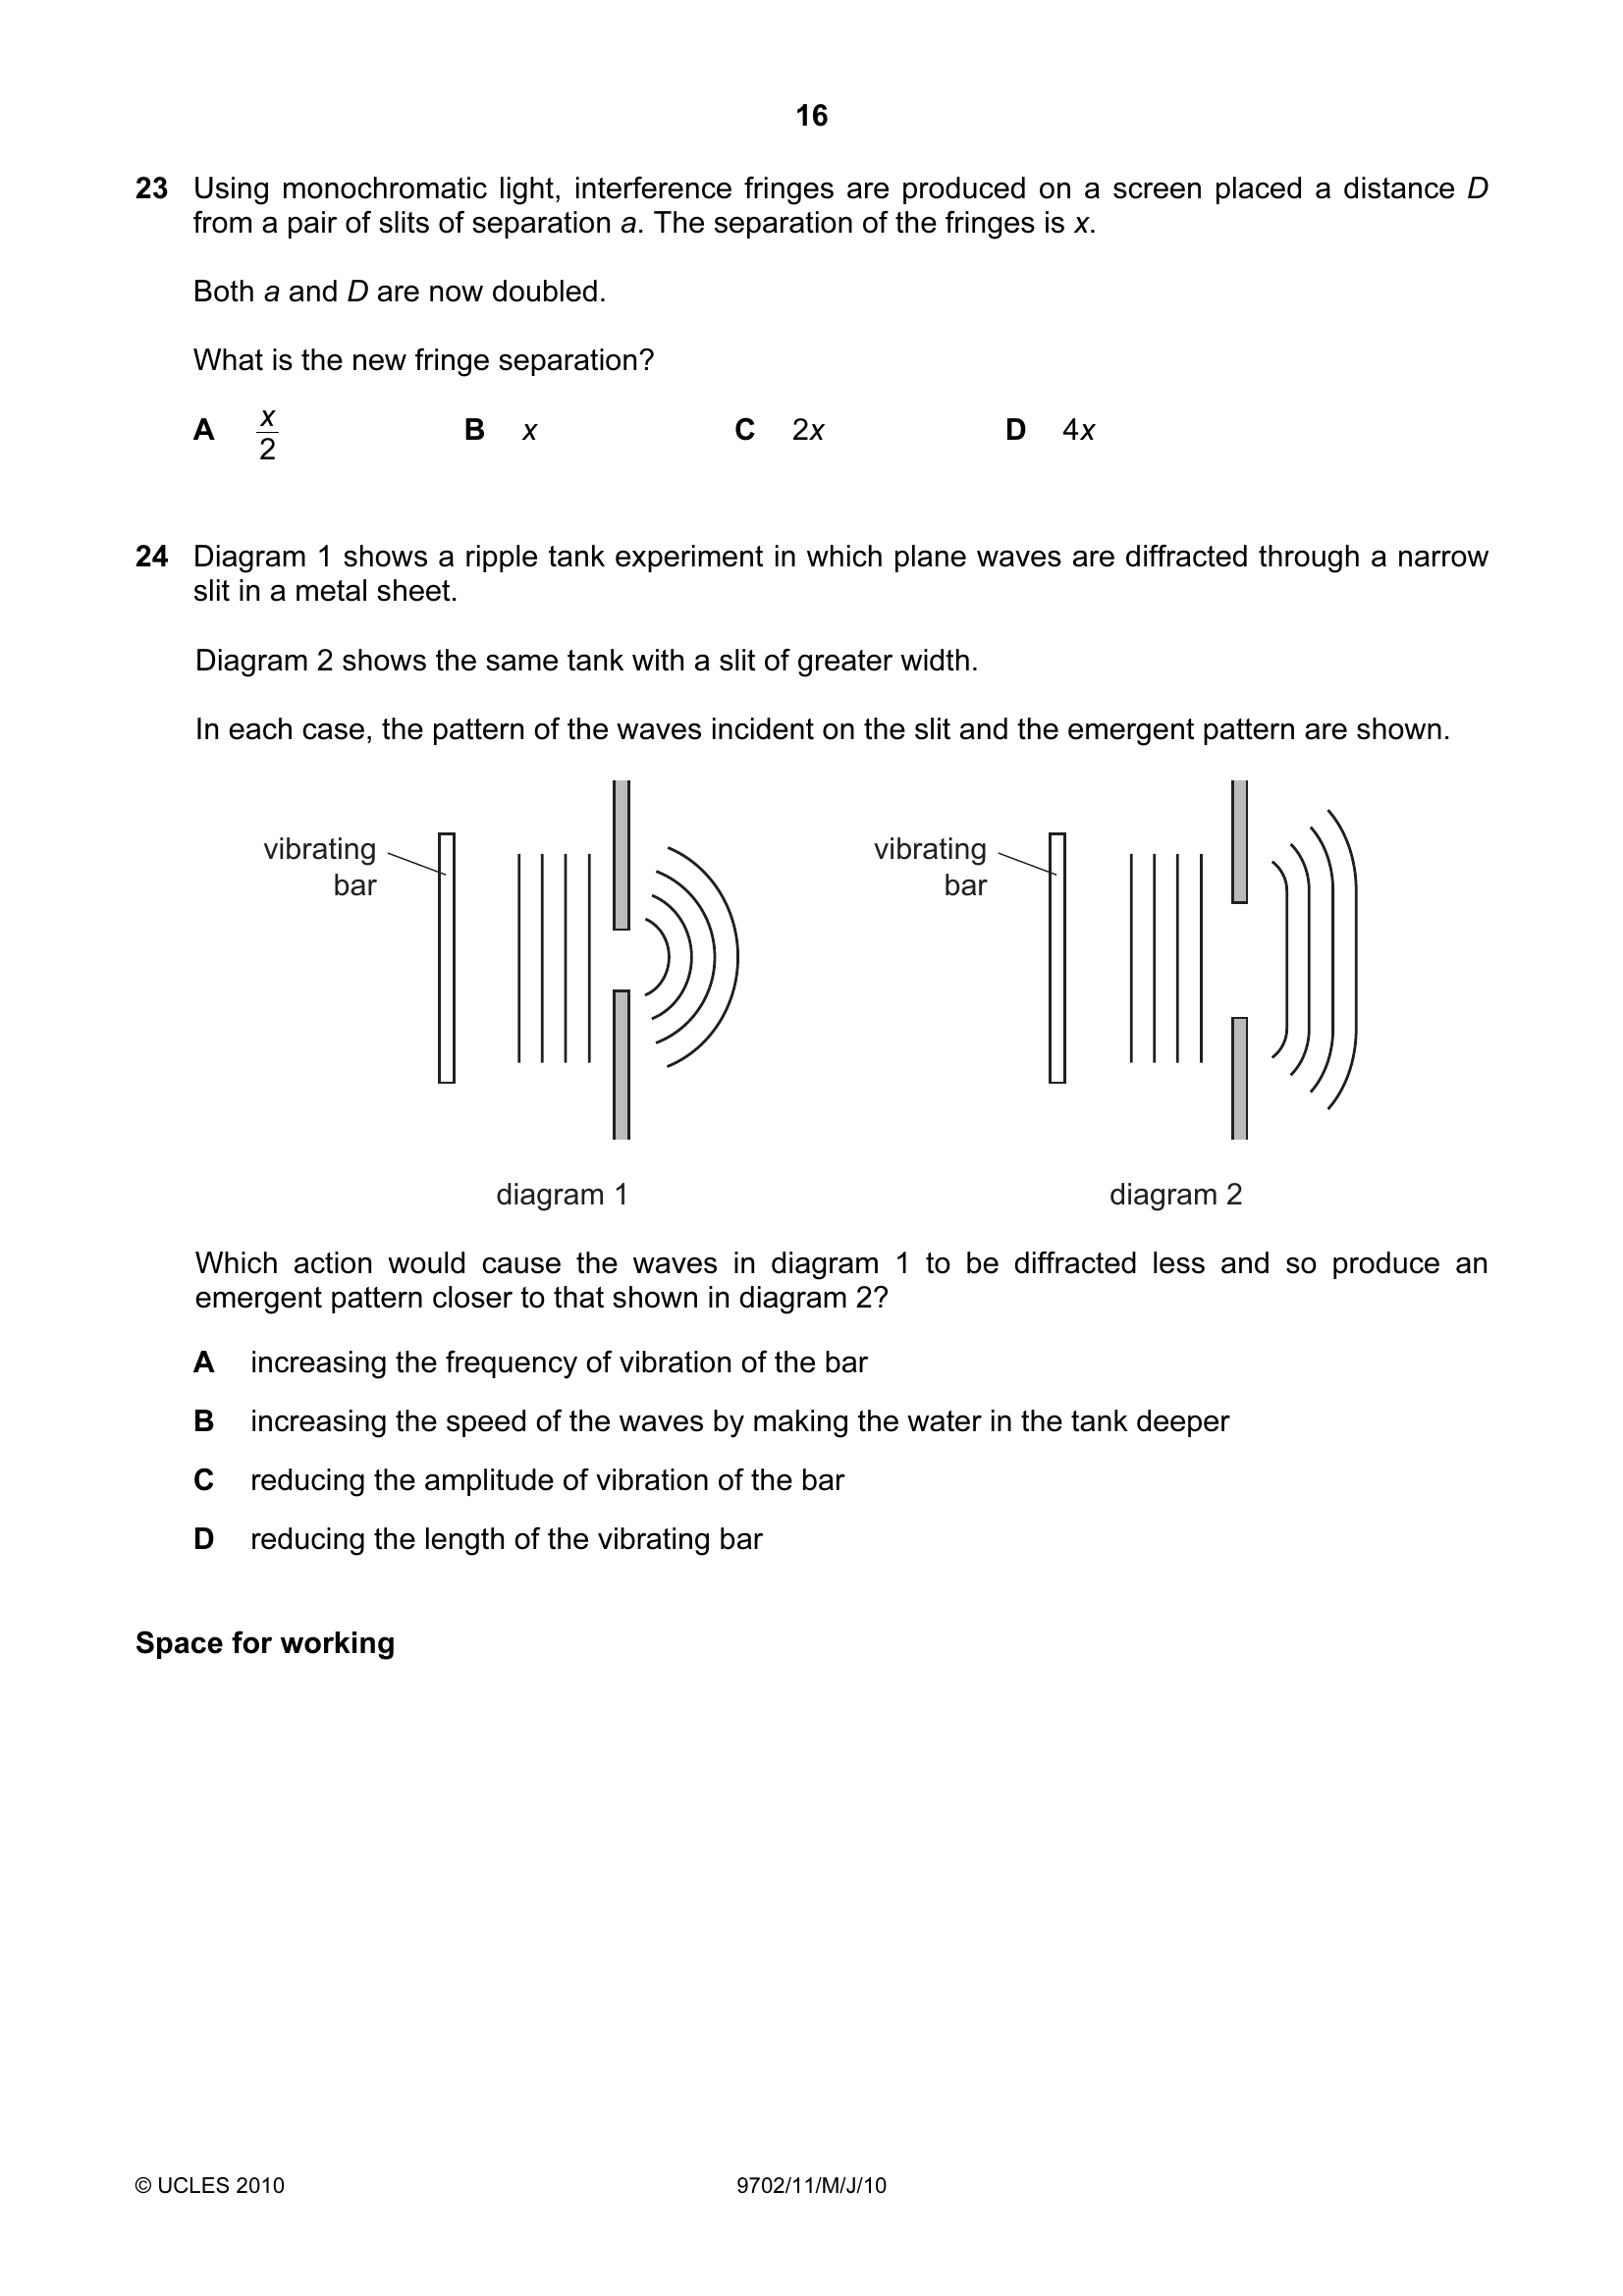 16
23 Using monochromatic light, interference fringes are produced on a screen placed a distance D
from a pair of slits of separation a. The separation of the fringes is x.
Both a and D are now doubled.
What is the new fringe separation?
A x/2 B x C 2x D 4x
24 Diagram 1 shows a ripple tank experiment in which plane waves are diffracted through a narrow
slit in a metal sheet.
Diagram 2 shows the same tank with a slit of greater width.
In each case, the pattern of the waves incident on the slit and the emergent pattern are shown.
vibrating
bar
vibrating
bar
diagram 1
diagram 2
Which action would cause the waves in diagram 1 to be diffracted less and so produce an
emergent pattern closer to that shown in diagram 2?
A increasing the frequency of vibration of the bar
B increasing the speed of the waves by making the water in the tank deeper
C reducing the amplitude of vibration of the bar
D reducing the length of the vibrating bar
Space for working
© UCLES 2010 9702/11/M/J/10